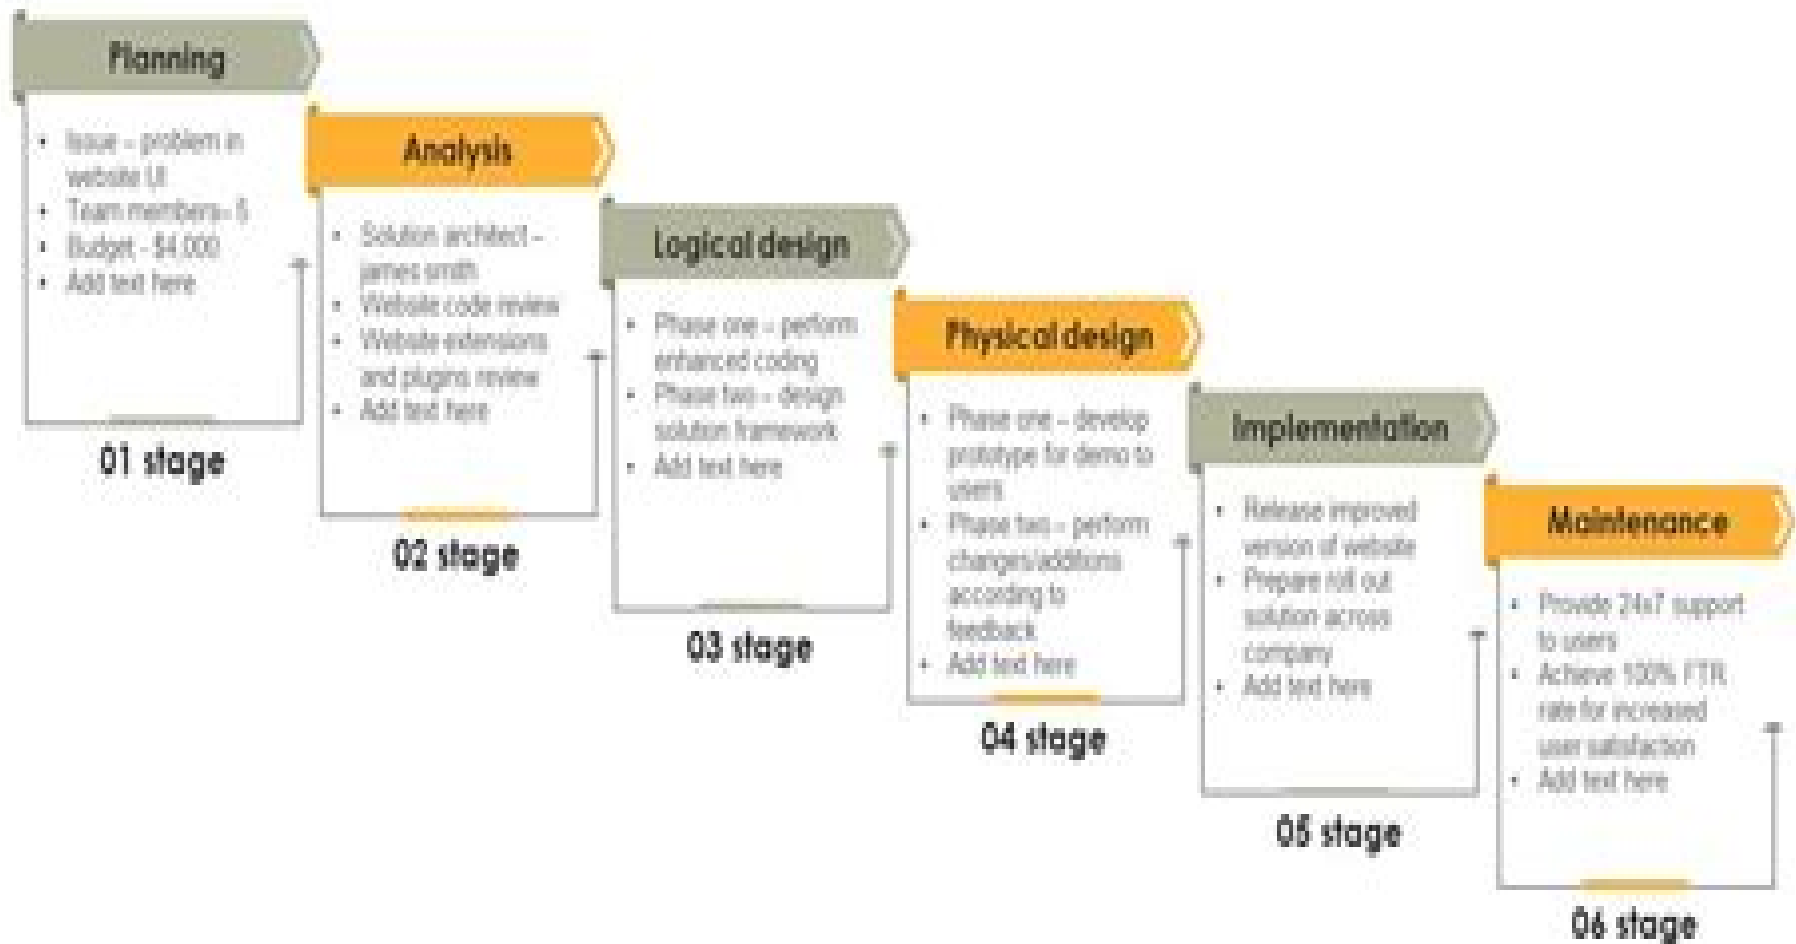 Planning
• Issue – problem in
website UI
• Team members– 5
• Budget - $4,000
• Add text here
01 stage
Analysis
• Solution architect –
james smith
• Website code review
• Website extensions
and plugins review
• Add text here
02 stage
Logical design
• Phase one – perform
enhanced coding
• Phase two – design
solution framework
• Add text here
03 stage
Physical design
• Phase one – develop
prototype for demo to
users
• Phase two – perform
changes/additions
according to
feedback
• Add text here
04 stage
Implementation
• Release improved
version of website
• Prepare roll out
solution across
company
• Add text here
05 stage
Maintenance
• Provide 24x7 support
to users
• Achieve 100% FTR
rate for increased
user satisfaction
• Add text here
06 stage